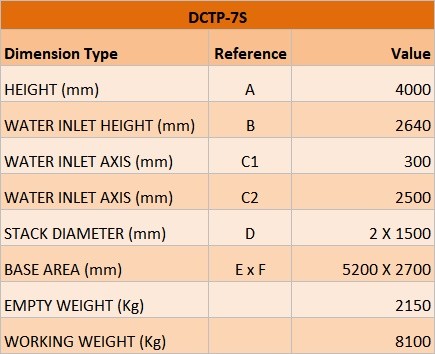 DCTP-7S
Dimension Type Reference Value
HEIGHT (mm) A 4000
WATER INLET HEIGHT (mm) B 2640
WATER INLET AXIS (mm) C1 300
WATER INLET AXIS (mm) C2 2500
STACK DIAMETER (mm) D 2 X 1500
BASE AREA (mm) E x F 5200 X 2700
EMPTY WEIGHT (Kg) 2150
WORKING WEIGHT (Kg) 8100